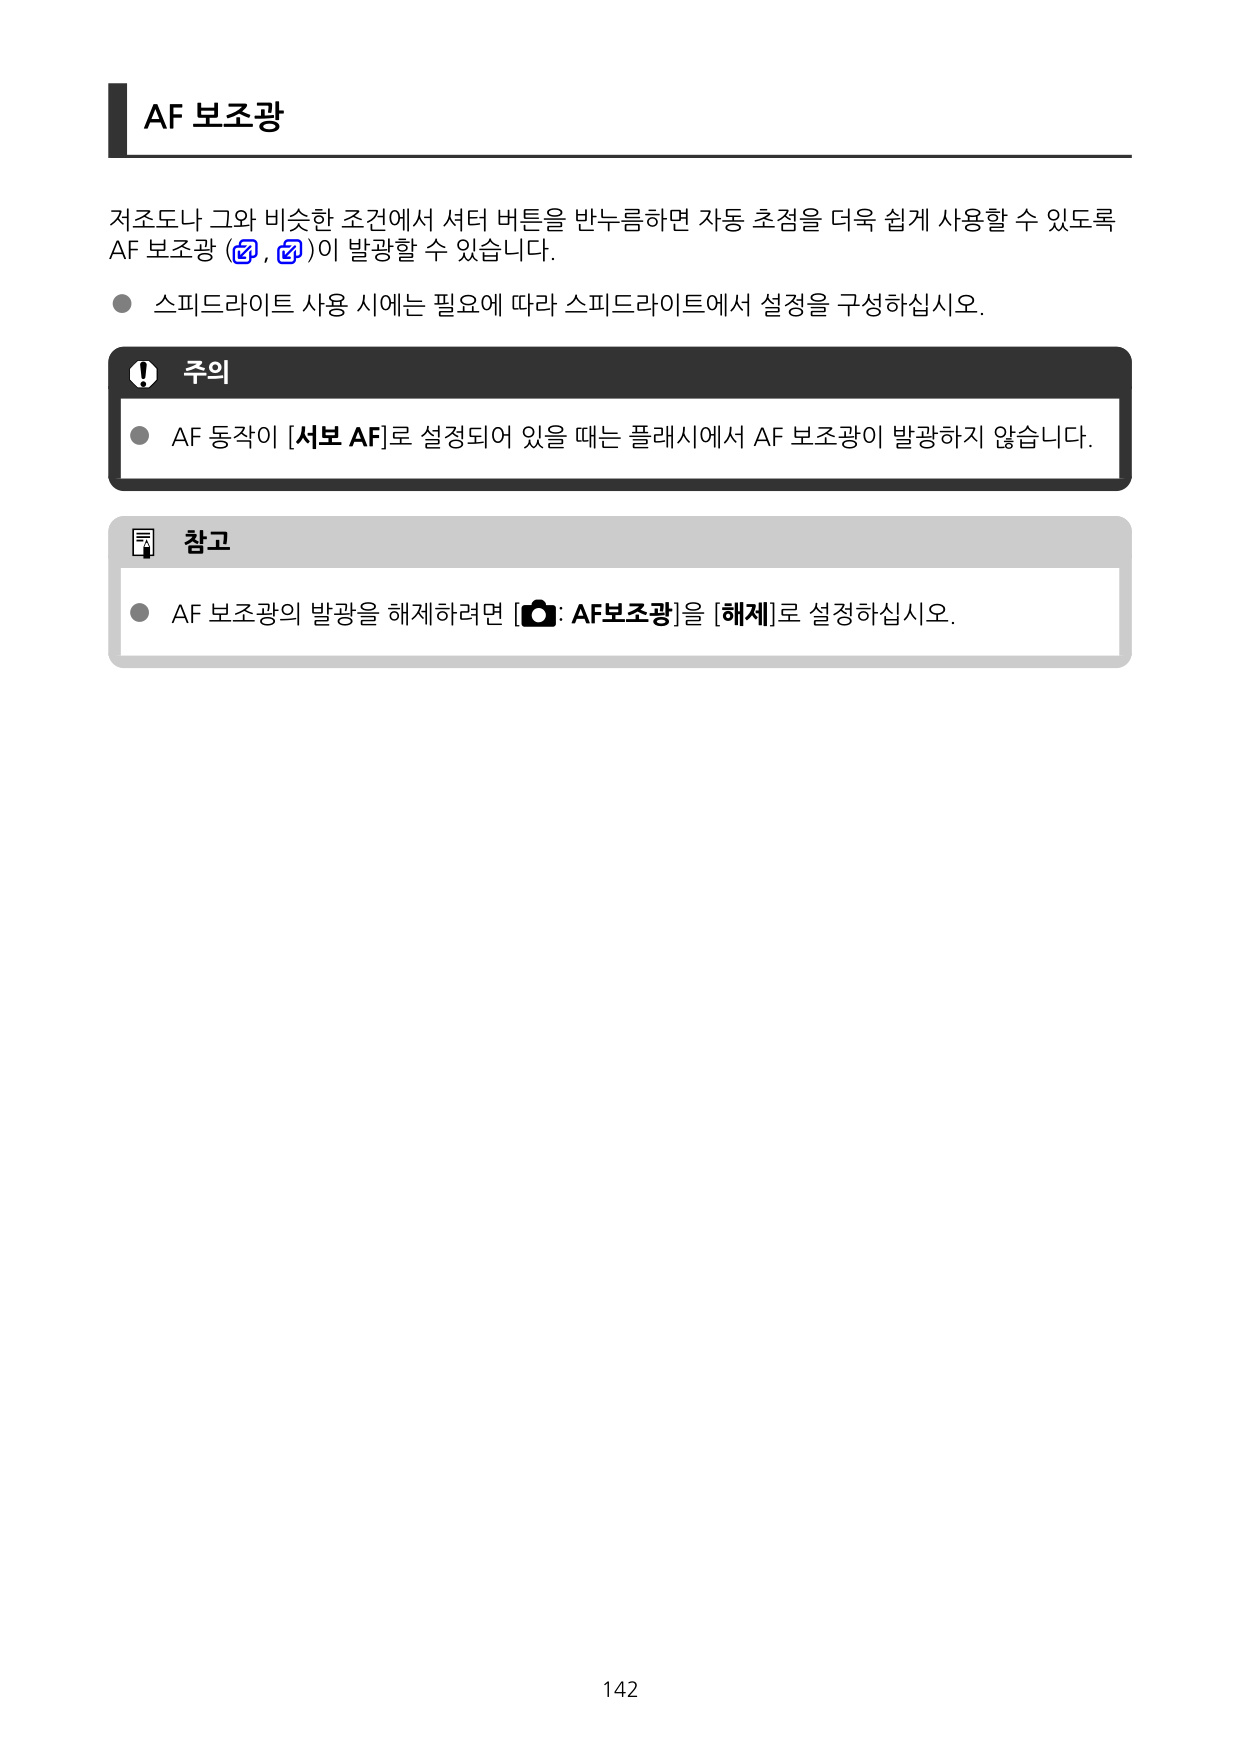 AF 보조광
저조도나 그와 비슷한 조건에서 셔터 버튼을 반누름하면 자동 초점을 더욱 쉽게 사용할 수 있도록
AF 보조광 ( , )이 발광할 수 있습니다.
● 스피드라이트 사용 시에는 필요에 따라 스피드라이트에서 설정을 구성하십시오.
주의
● AF 동작이 [서보 AF]로 설정되어 있을 때는 플래시에서 AF 보조광이 발광하지 않습니다.
참고
● AF 보조광의 발광을 해제하려면 [ : AF보조광]을 [해제]로 설정하십시오.
142